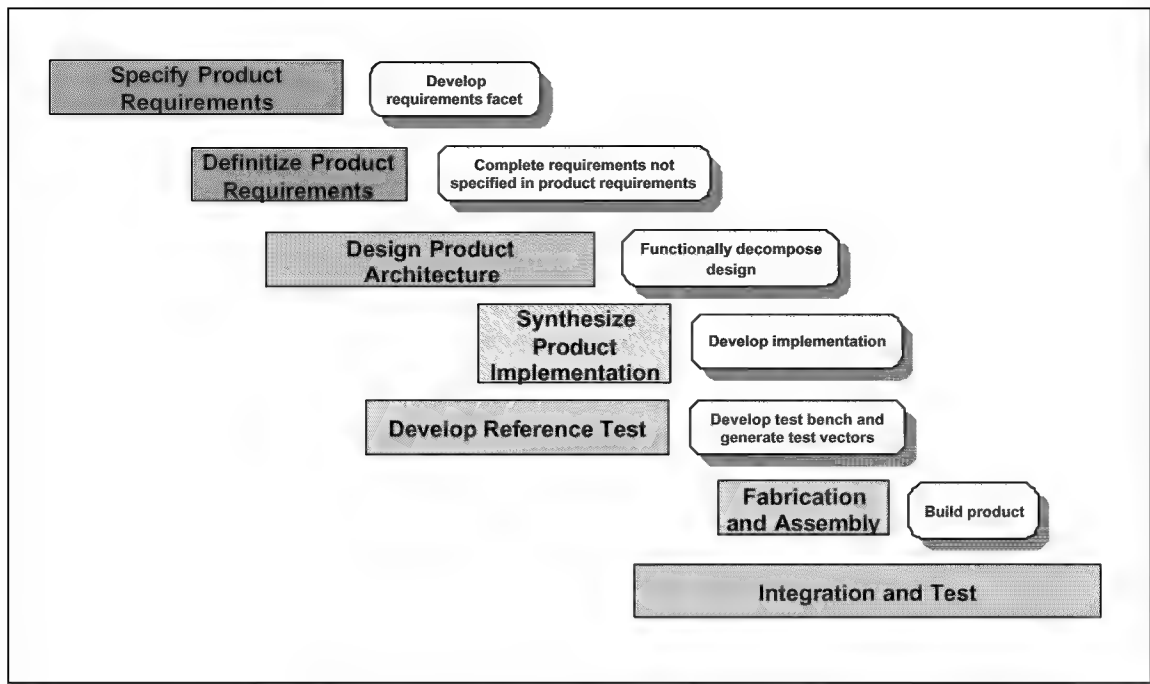 Specify Product
Requirements
Develop
requirements facet
Definitize Product
Requirements
Complete requirements not
specified in product requirements
Design Product
Architecture
Functionally decompose
design
Synthesize
Product
Implementation
Develop implementation
Develop Reference Test
Develop test bench and
generate test vectors
Fabrication
and Assembly
Build product
Integration and Test